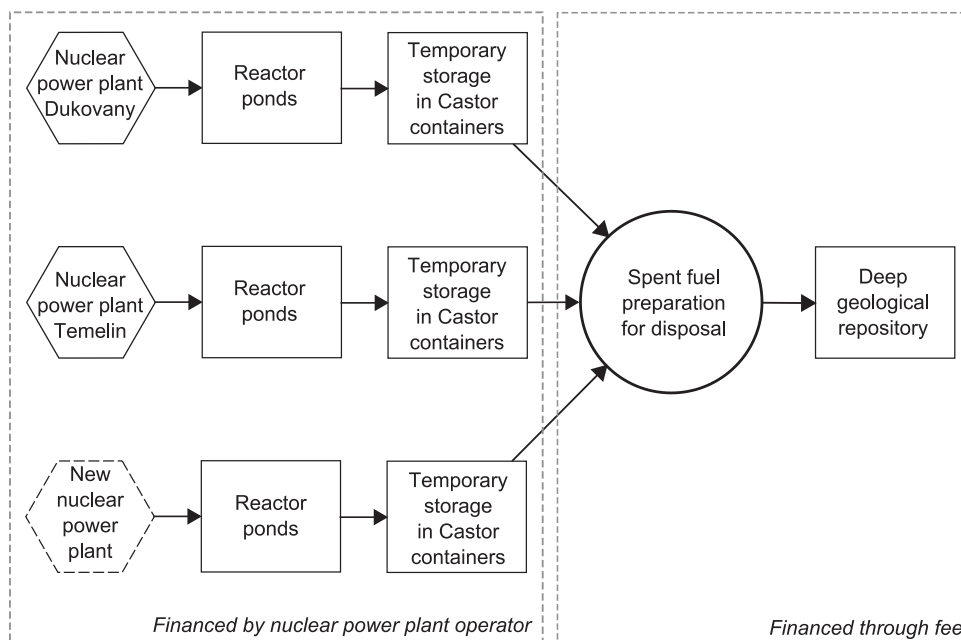 Nuclear
power plant
Dukovany
Reactor
ponds
Temporary
storage
in Castor
containers
Nuclear
power plant
Temelin
Reactor
ponds
Temporary
storage
in Castor
containers
Spent fuel
preparation
for disposal
Deep
geological
repository
New
nuclear
power
plant
Reactor
ponds
Temporary
storage
in Castor
containers
Financed by nuclear power plant operator
Financed through fee